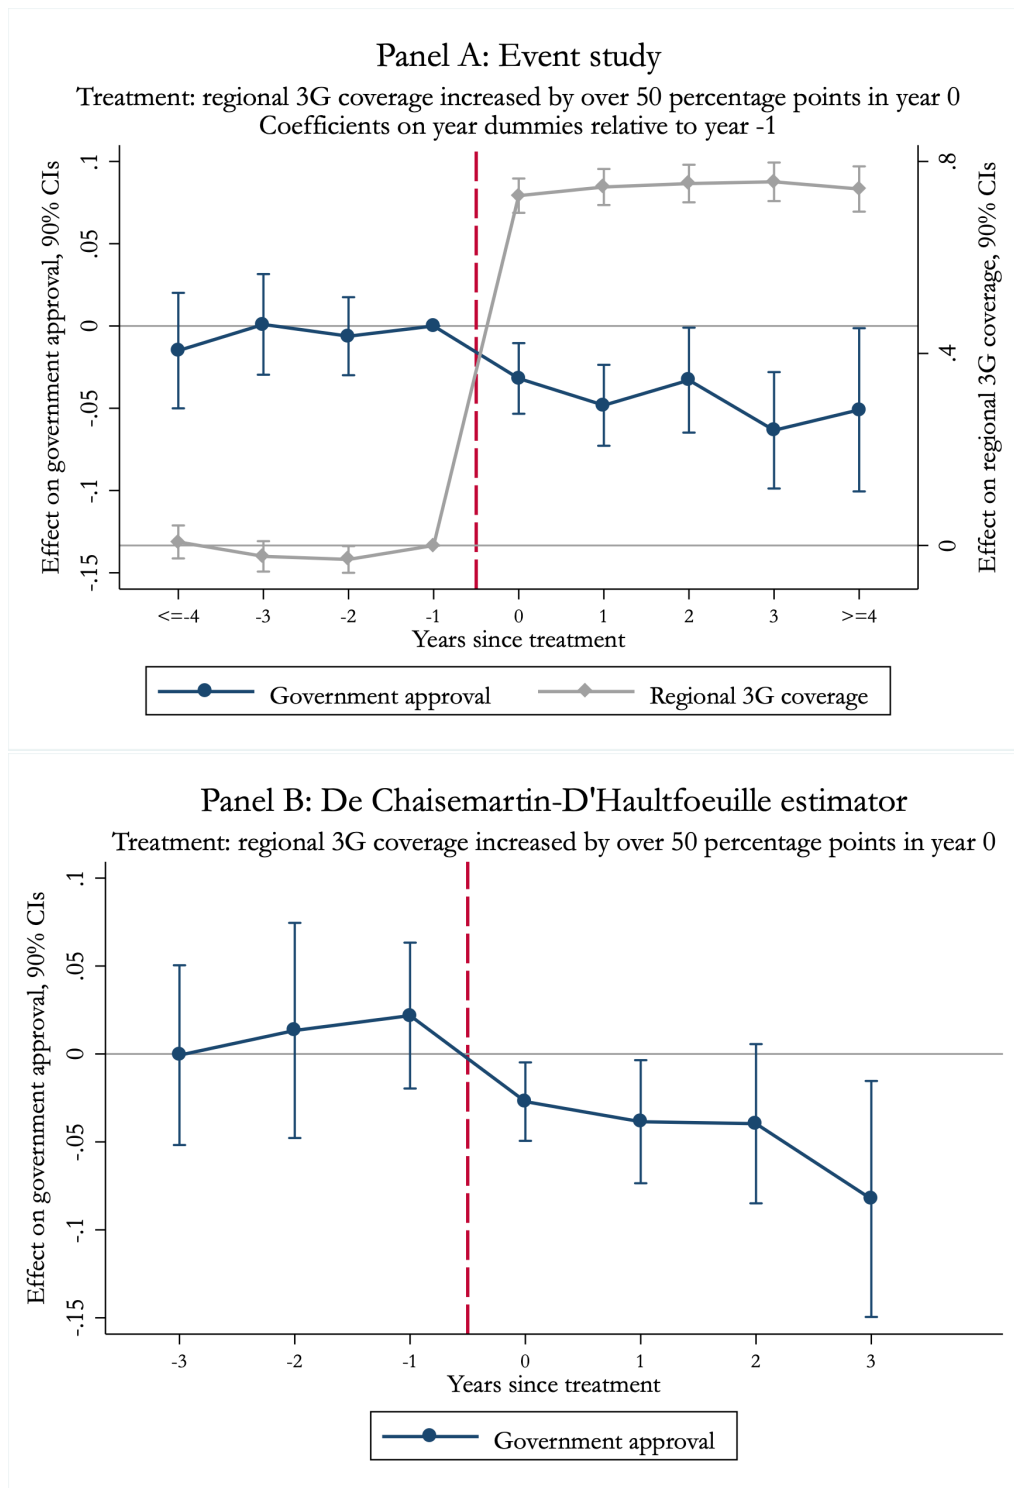 Panel A: Event study
Treatment: regional 3G coverage increased by over 50 percentage points in year 0
Coefficients on year dummies relative to year -1
Effect on government approval, 90% CIs
.1
.05
0
-.05
-.1
-.15
.8
.4
0
Effect on regional 3G coverage, 90% CIs
<=-4 -3 -2 -1 0 1 2 3 >=4
Years since treatment
Government approval Regional 3G coverage
Panel B: De Chaisemartin-D'Haultfoeuille estimator
Treatment: regional 3G coverage increased by over 50 percentage points in year 0
Effect on government approval, 90% CIs
.1
.05
0
-.05
-.1
-.15
-3 -2 -1 0 1 2 3
Years since treatment
Government approval